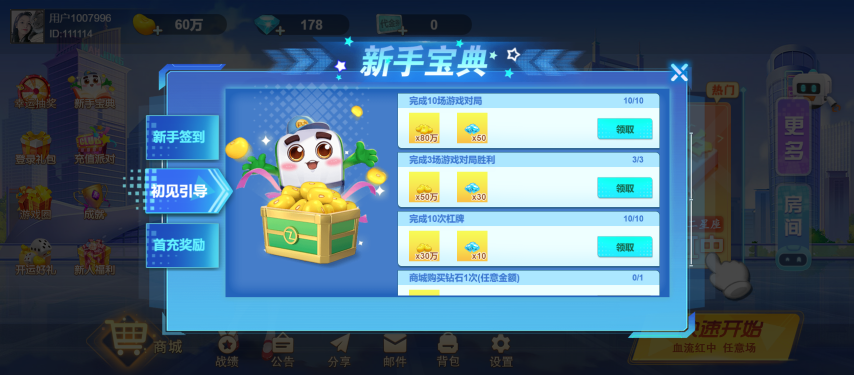 用户1007996
ID:111114
60万
178
代金券
0
新手宝典
幸运抽奖
新手宝典
登录礼包
充值派对
游戏圈
成就
开运好礼
新人福利
新手签到
初见引导
首充奖励
完成10场游戏对局
10/10
x80万
x50
领取
完成3场游戏对局胜利
3/3
x50万
x30
领取
完成10次杠牌
10/10
x30万
x10
领取
商城购买钻石1次(任意金额)
0/1
热门
更多
房间
商城
战绩
公告
分享
邮件
背包
设置
速开始
血流红中 任意场